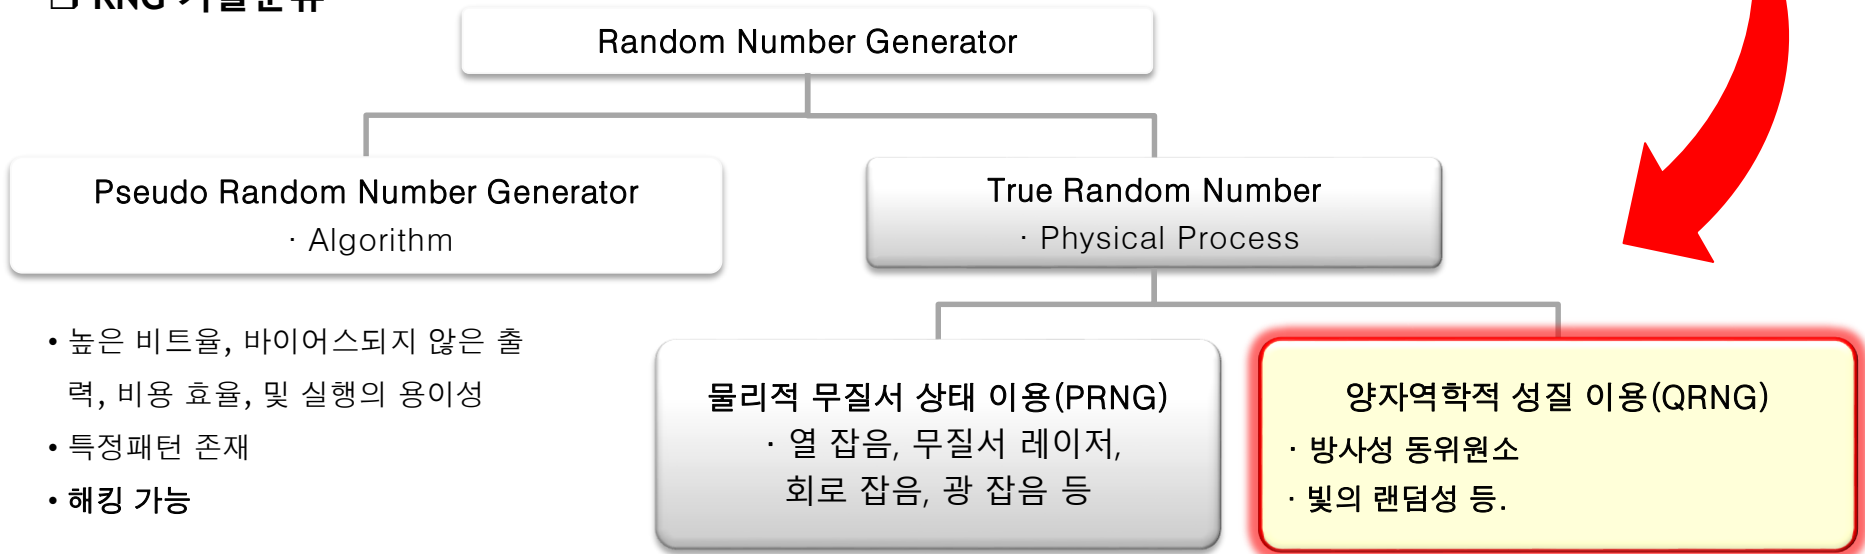 RNG 기술분류
Random Number Generator
Pseudo Random Number Generator
· Algorithm
True Random Number
· Physical Process
• 높은 비트율, 바이어스되지 않은 출
력, 비용 효율, 및 실행의 용이성
• 특정패턴 존재
• 해킹 가능
물리적 무질서 상태 이용(PRNG)
· 열 잡음, 무질서 레이저,
회로 잡음, 광 잡음 등
양자역학적 성질 이용(QRNG)
· 방사성 동위원소
· 빛의 랜덤성 등.